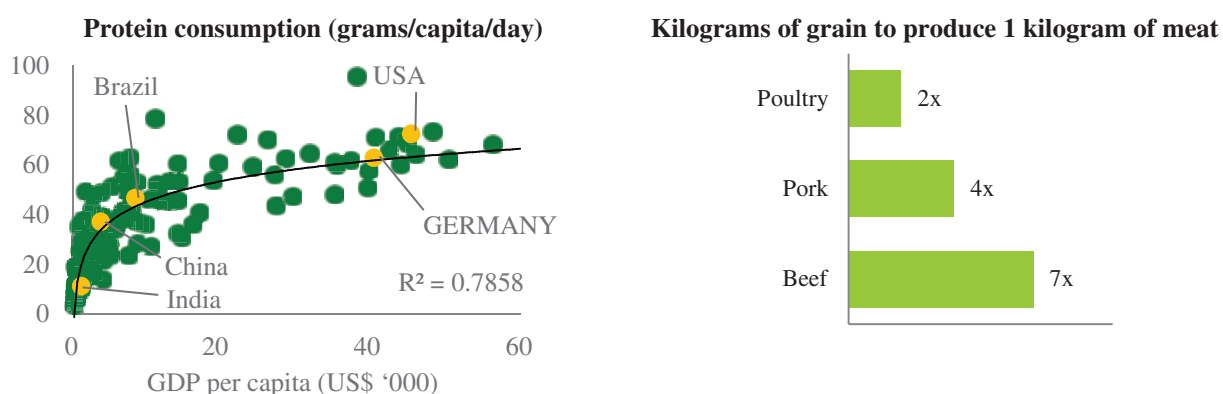 Protein consumption (grams/capita/day)
100
80
60
40
20
0
Brazil
USA
GERMANY
China
India
R² = 0.7858
0 20 40 60
GDP per capita (US$ ‘000)
Kilograms of grain to produce 1 kilogram of meat
Poultry 2x
Pork 4x
Beef 7x